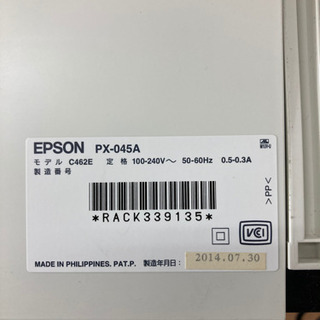 EPSON PX-045A
モデル C462E 定格 100-240V～ 50-60Hz 0.5-0.3A
製造番号
*RACK339135*
VCCI
MADE IN PHILIPPINES. PAT.P. 製造年月日: 2014.07.30
>PP<